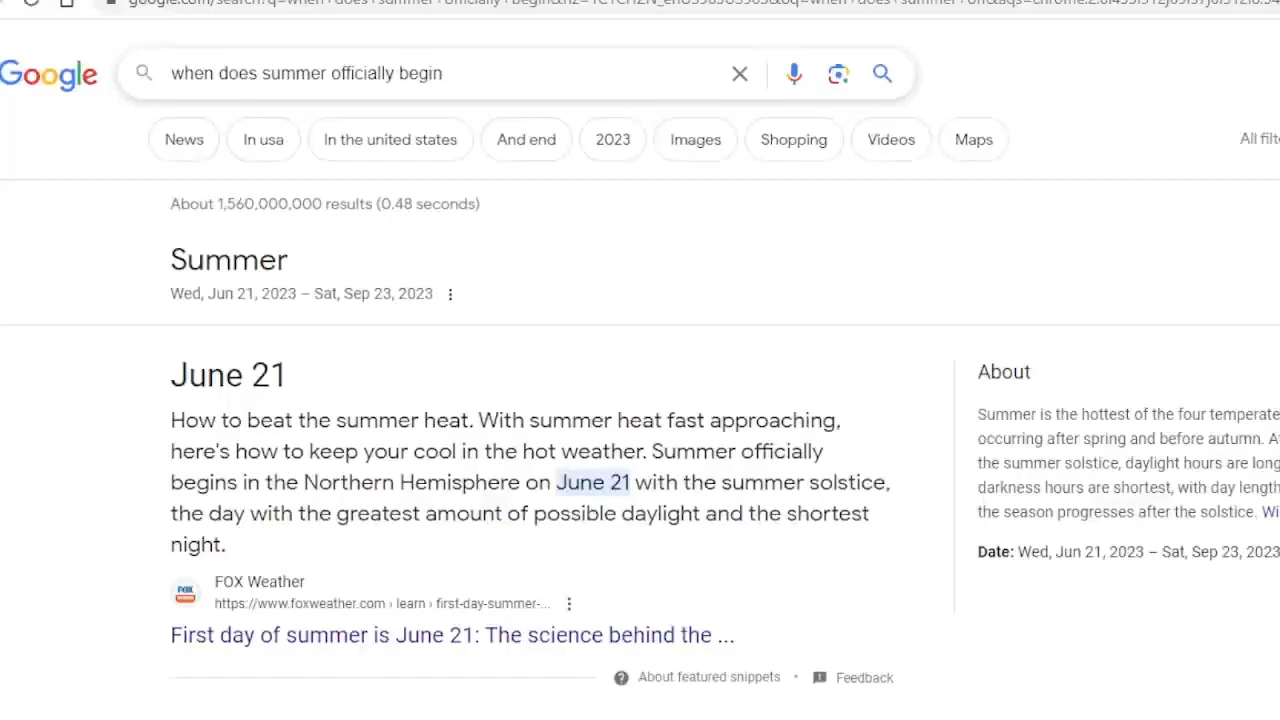 Google
when does summer officially begin
News
In usa
In the united states
And end
2023
Images
Shopping
Videos
Maps
All
About 1,560,000,000 results (0.48 seconds)
Summer
Wed, Jun 21, 2023 – Sat, Sep 23, 2023
June 21
How to beat the summer heat. With summer heat fast approaching,
here's how to keep your cool in the hot weather. Summer officially
begins in the Northern Hemisphere on June 21 with the summer solstice,
the day with the greatest amount of possible daylight and the shortest
night.
FOX Weather
https://www.foxweather.com › learn › first-day-summer-...
First day of summer is June 21: The science behind the ...
About featured snippets
•
Feedback
About
Summer is the hottest of the four temperate
occurring after spring and before autumn.
the summer solstice, daylight hours are
darkness hours are shortest, with day
the season progresses after the solstice.
Date: Wed, Jun 21, 2023 – Sat, Sep 23, 2023